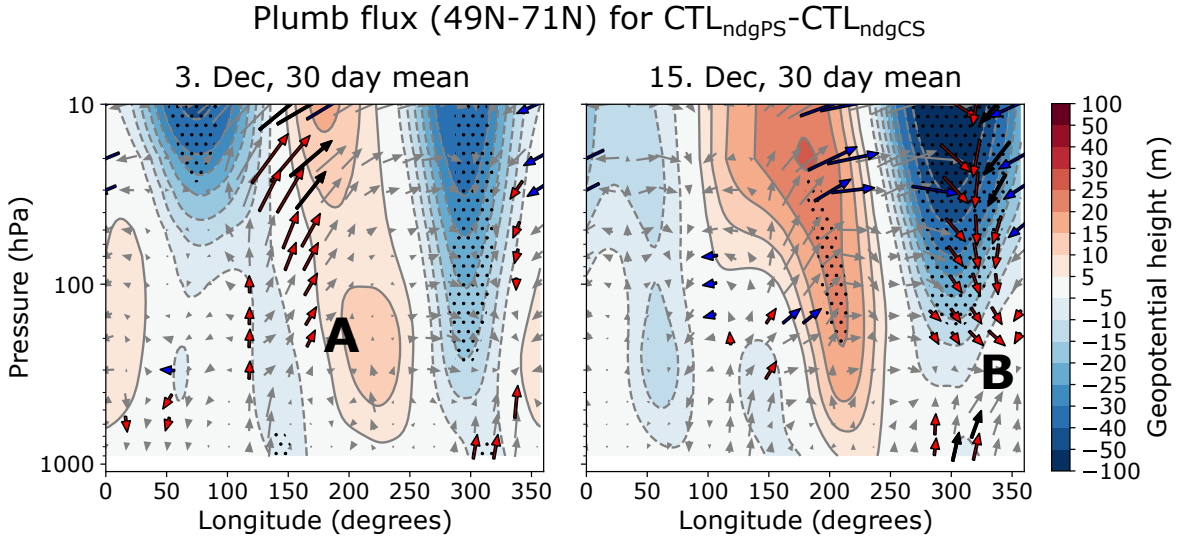 Plumb flux (49N-71N) for CTL_ndgPS-CTL_ndgCS
3. Dec, 30 day mean
15. Dec, 30 day mean
Pressure (hPa)
10
100
1000
A
0 50 100 150 200 250 300 350
Longitude (degrees)
B
0 50 100 150 200 250 300 350
Longitude (degrees)
100
50
30
25
20
15
10
5
−5
−10
−15
−20
−25
−30
−40
−50
−100
Geopotential height (m)